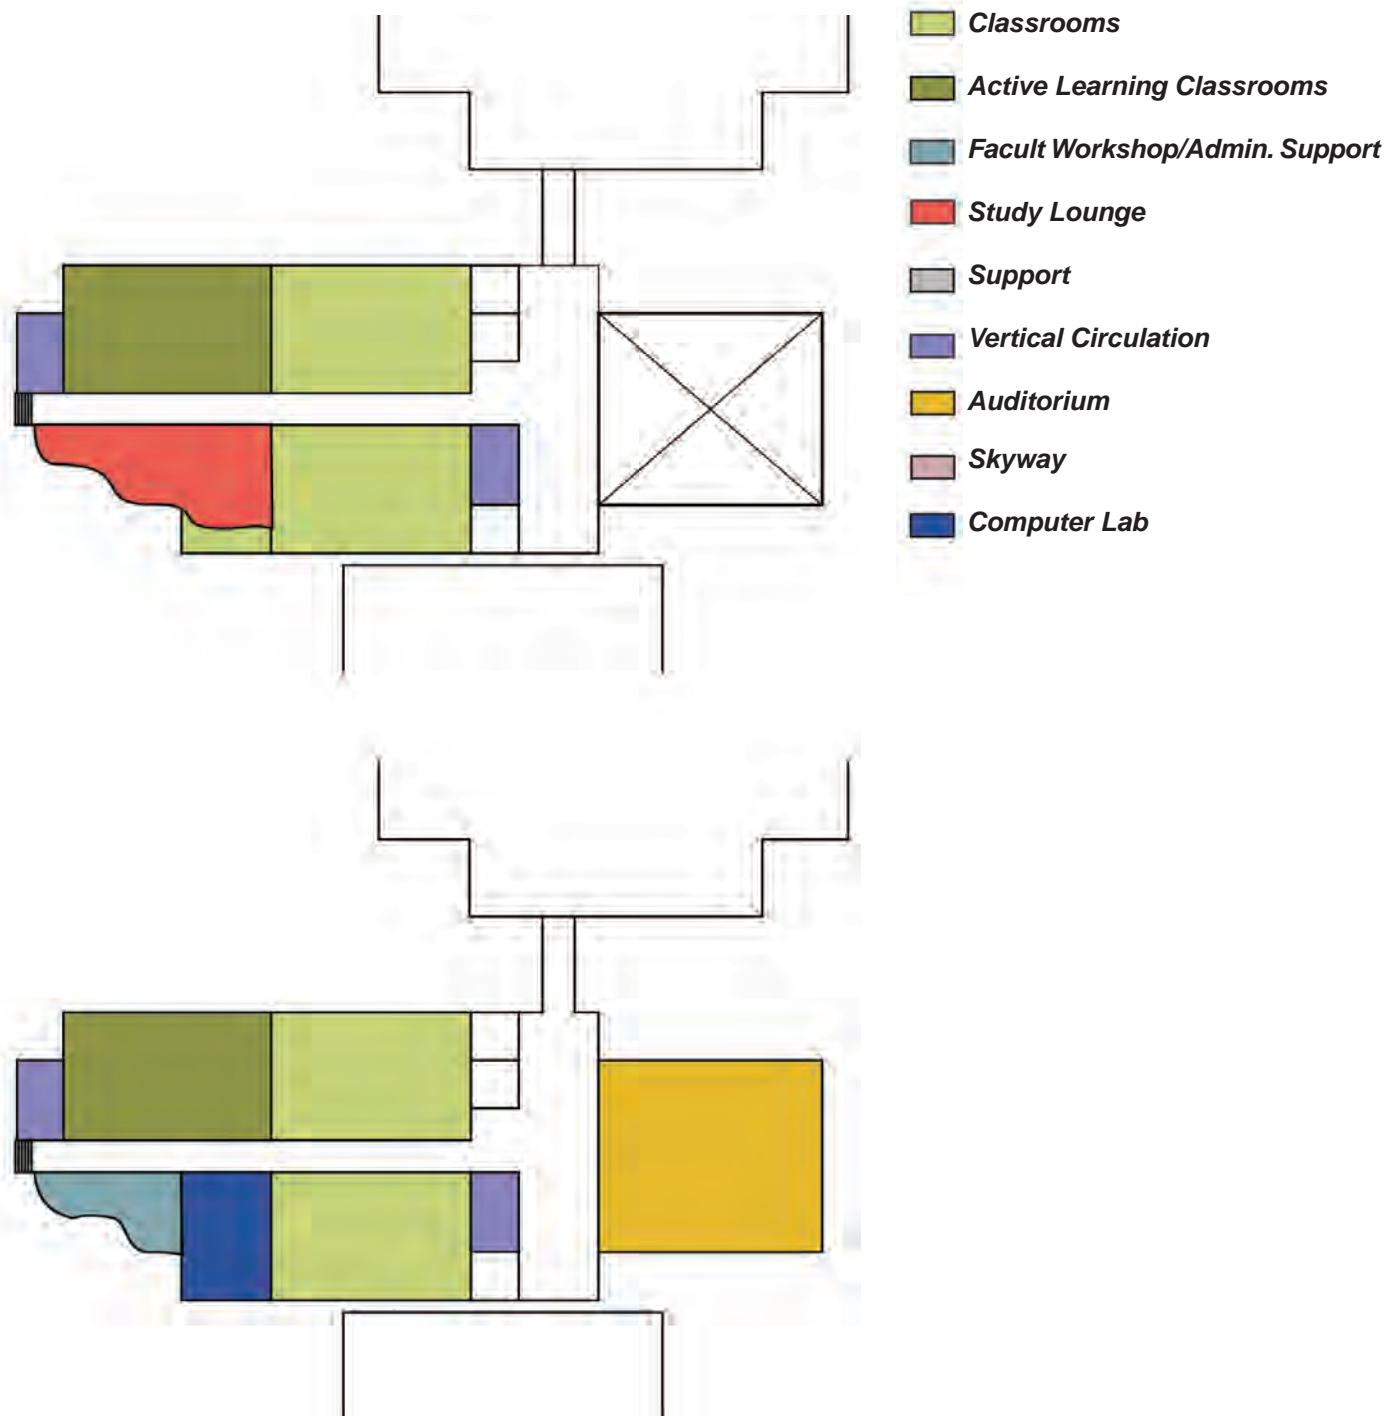 Classrooms
Active Learning Classrooms
Facult Workshop/Admin. Support
Study Lounge
Support
Vertical Circulation
Auditorium
Skyway
Computer Lab